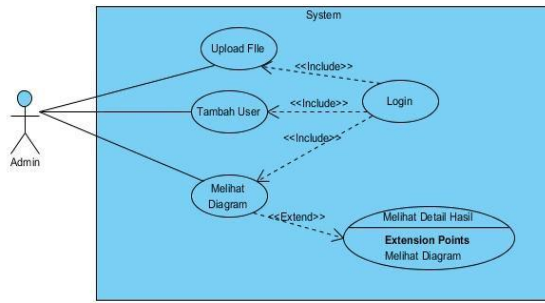 System
Upload FIle
<<Include>>
Login
Tambah User
<<Include>>
<<Include>>
Admin
Melihat
Diagram
<<Extend>>
Melihat Detail Hasil
Extension Points
Melihat Diagram